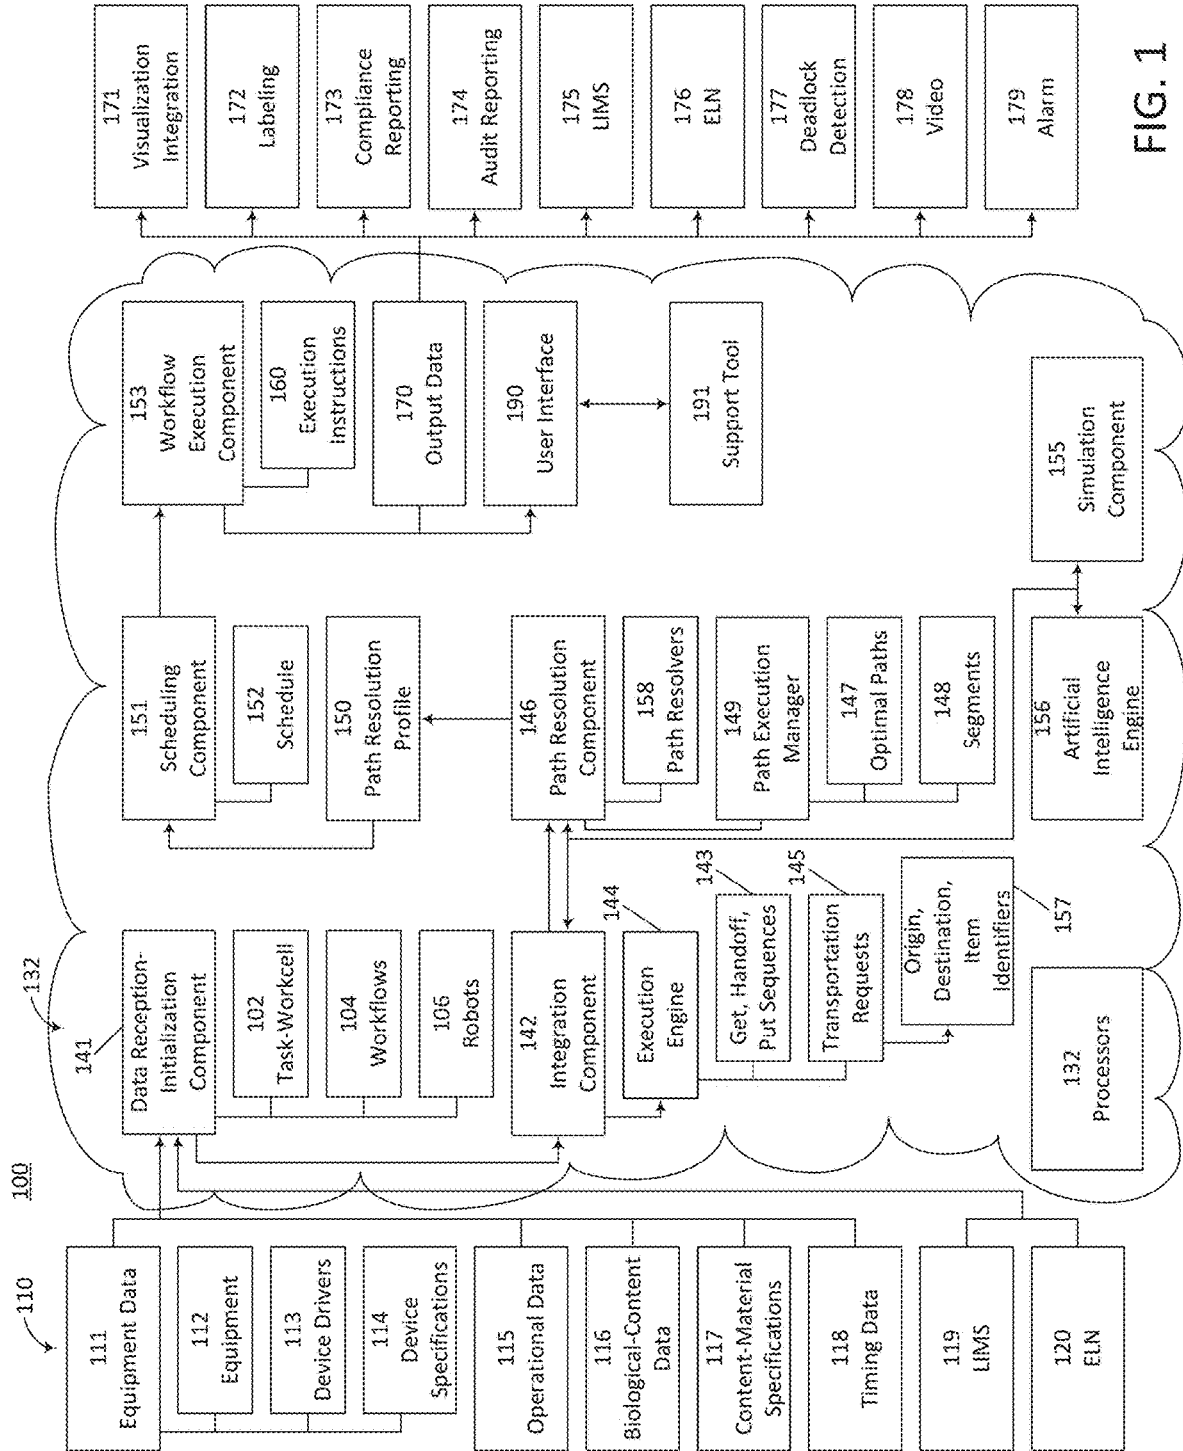 100
110
111
Equipment Data
112
Equipment
113
Device Drivers
114
Device
Specifications
115
Operational Data
116
Biological-Content
Data
117
Content-Material
Specifications
118
Timing Data
119
LIMS
120
ELN
132
141
Data Reception-
Initialization
Component
102
Task-Workcell
104
Workflows
106
Robots
142
Integration
Component
144
Execution
Engine
143
Get, Handoff,
Put Sequences
145
Transportation
Requests
Origin,
Destination,
Item
Identifiers
157
132
Processors
151
Scheduling
Component
152
Schedule
150
Path Resolution
Profile
146
Path Resolution
Component
158
Path Resolvers
149
Path Execution
Manager
147
Optimal Paths
148
Segments
156
Artificial
Intelligence
Engine
153
Workflow
Execution
Component
160
Execution
Instructions
170
Output Data
190
User Interface
191
Support Tool
155
Simulation
Component
171
Visualization
Integration
172
Labeling
173
Compliance
Reporting
174
Audit Reporting
175
LIMS
176
ELN
177
Deadlock
Detection
178
Video
179
Alarm
FIG. 1